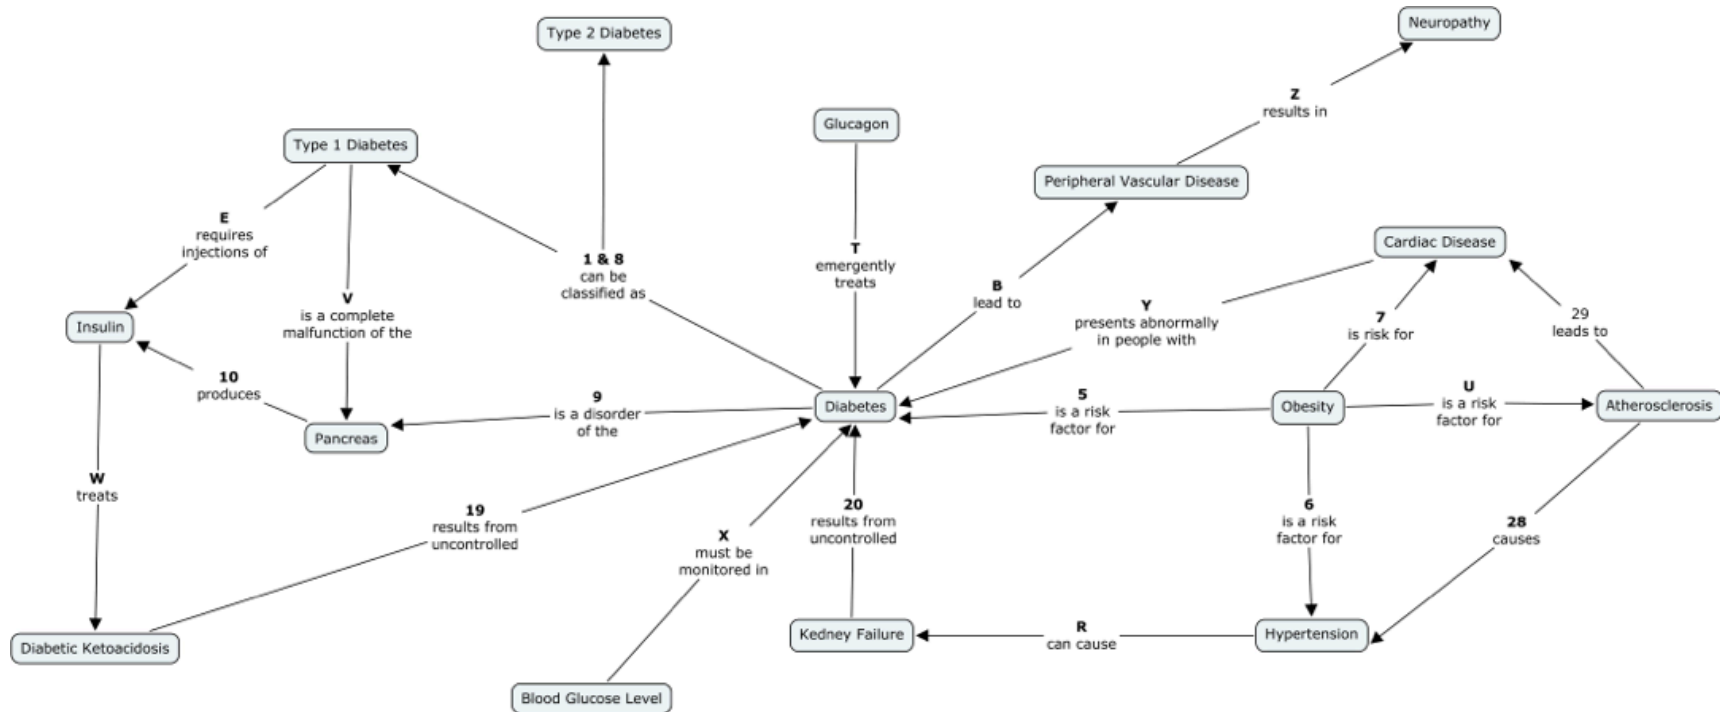 Neuropathy
Type 2 Diabetes
Z
results in
Glucagon
Type 1 Diabetes
Peripheral Vascular Disease
E
requires
injections of
Cardiac Disease
1 & 8
can be
classified as
T
emergently
treats
B
lead to
V
is a complete
malfunction of the
Y
presents abnormally
in people with
7
is risk for
29
leads to
Insulin
10
produces
9
is a disorder
of the
Diabetes
5
is a risk
factor for
Obesity
U
is a risk
factor for
Atherosclerosis
Pancreas
W
treats
19
results from
uncontrolled
X
must be
monitored in
20
results from
uncontrolled
6
is a risk
factor for
28
causes
Diabetic Ketoacidosis
Kedney Failure
R
can cause
Hypertension
Blood Glucose Level